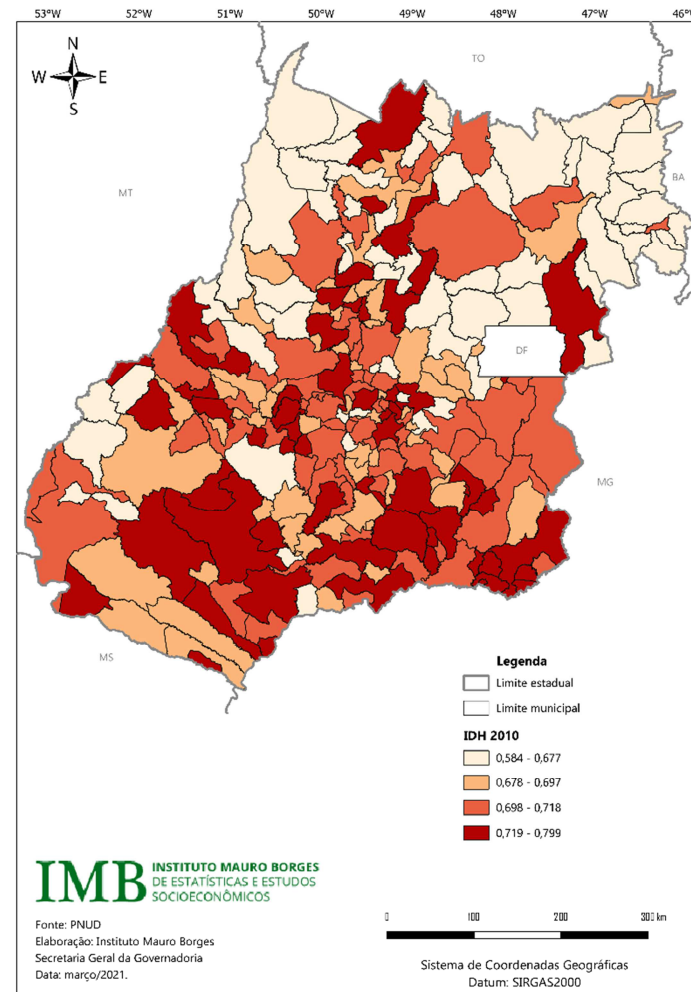 53°W 52°W 51°W 50°W 49°W 48°W 47°W 46°W
N
W E
S
TO
MT
BA
DF
MG
MS
Legenda
Limite estadual
Limite municipal
IDH 2010
0,584 - 0,677
0,678 - 0,697
0,698 - 0,718
0,719 - 0,799
IMB INSTITUTO MAURO BORGES
DE ESTATÍSTICAS E ESTUDOS
SOCIOECONÔMICOS
Fonte: PNUD
Elaboração: Instituto Mauro Borges
Secretaria Geral da Governadoria
Data: março/2021.
0 100 200 300 km
Sistema de Coordenadas Geográficas
Datum: SIRGAS2000